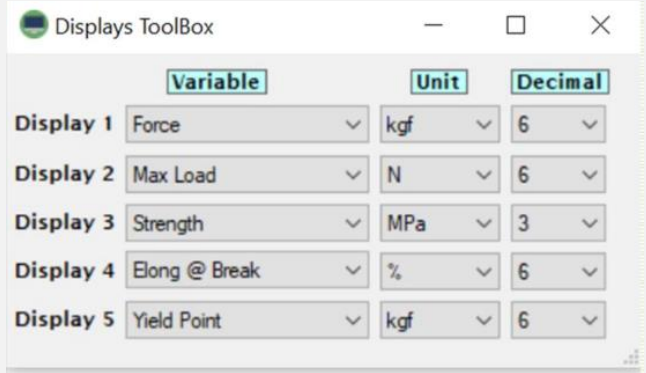 Displays ToolBox
Variable Unit Decimal
Display 1 Force kgf 6
Display 2 Max Load N 6
Display 3 Strength MPa 3
Display 4 Elong @ Break % 6
Display 5 Yield Point kgf 6